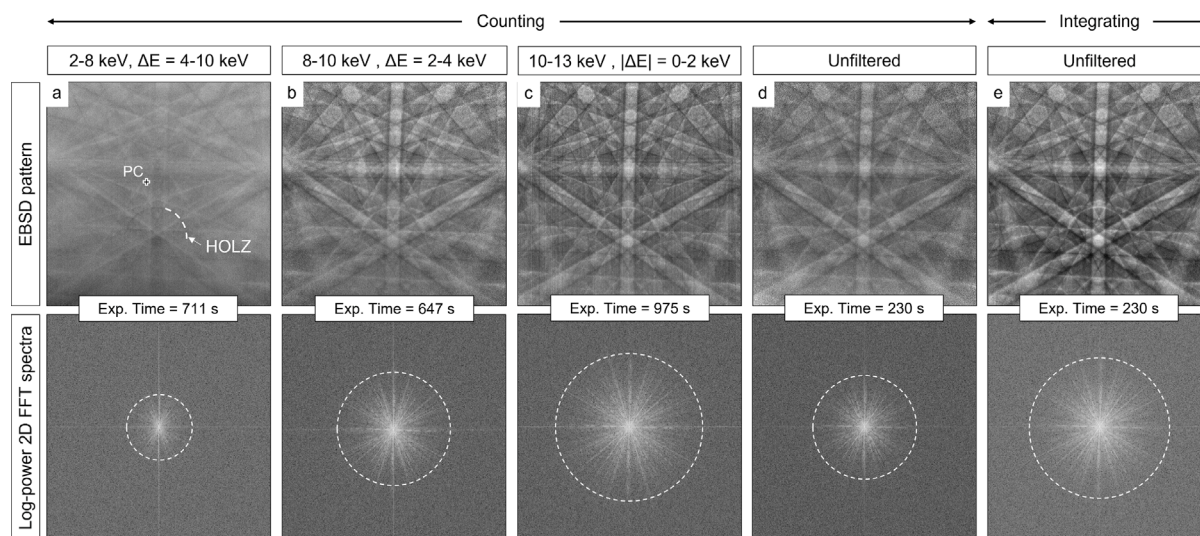 Counting
Integrating
2-8 keV, ΔE = 4-10 keV
8-10 keV , ΔE = 2-4 keV
10-13 keV , |ΔE| = 0-2 keV
Unfiltered
Unfiltered
EBSD pattern
a
b
c
d
e
PC
HOLZ
Exp. Time = 711 s
Exp. Time = 647 s
Exp. Time = 975 s
Exp. Time = 230 s
Exp. Time = 230 s
Log-power 2D FFT spectra